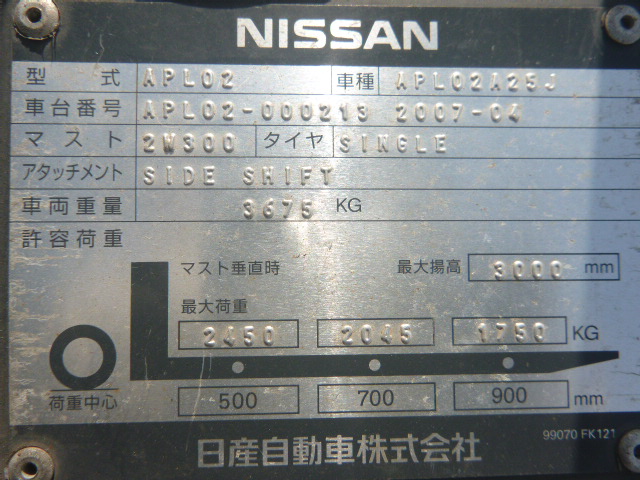 NISSAN
型式 APL02 車種 APL02A25J
車台番号 APL02-000213 2007-04
マスト 2W300 タイヤ SINGLE
アタッチメント SIDE SHIFT
車両重量 3675 KG
許容荷重
マスト垂直時 最大揚高 3000 mm
最大荷重
2450 2045 1750 KG
荷重中心 500 700 900 mm
日産自動車株式会社 99070 FK121